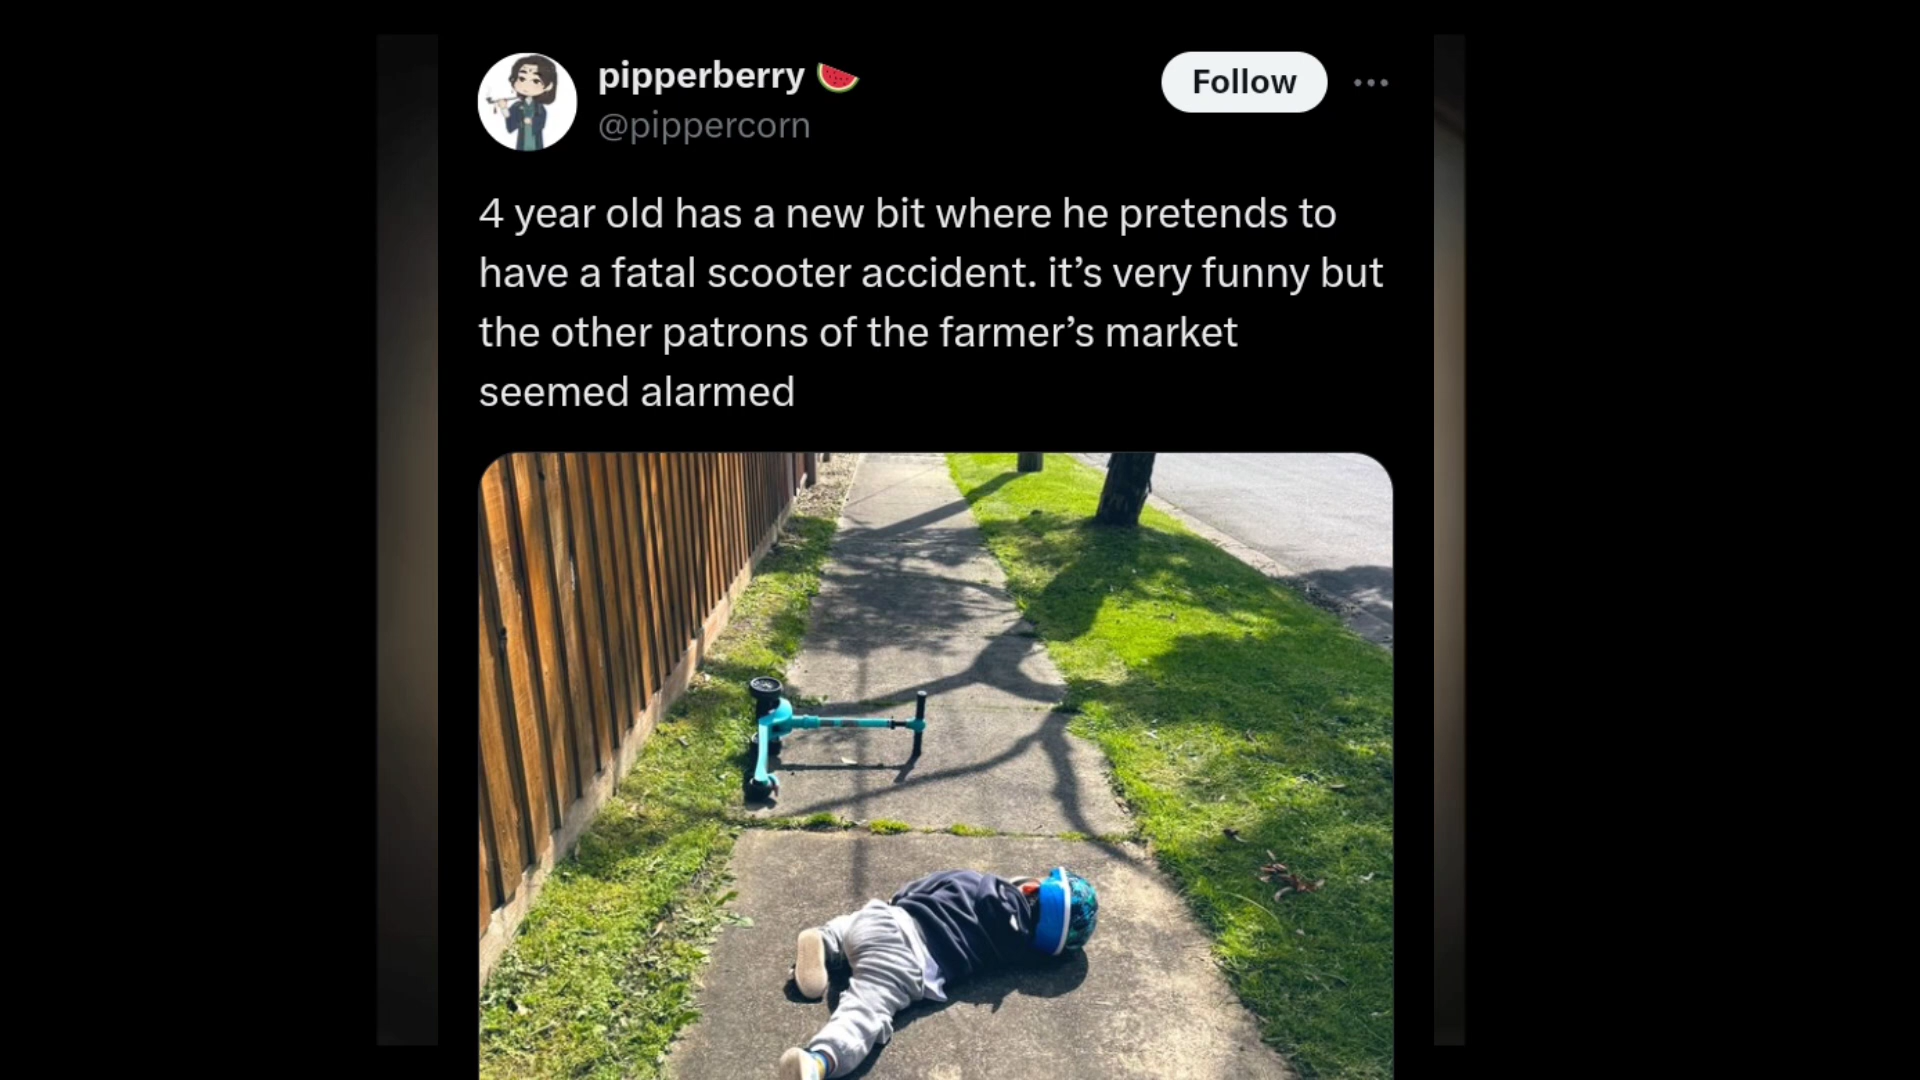 pipperberry 🍉
@pippercorn
Follow
4 year old has a new bit where he pretends to
have a fatal scooter accident. it’s very funny but
the other patrons of the farmer’s market
seemed alarmed